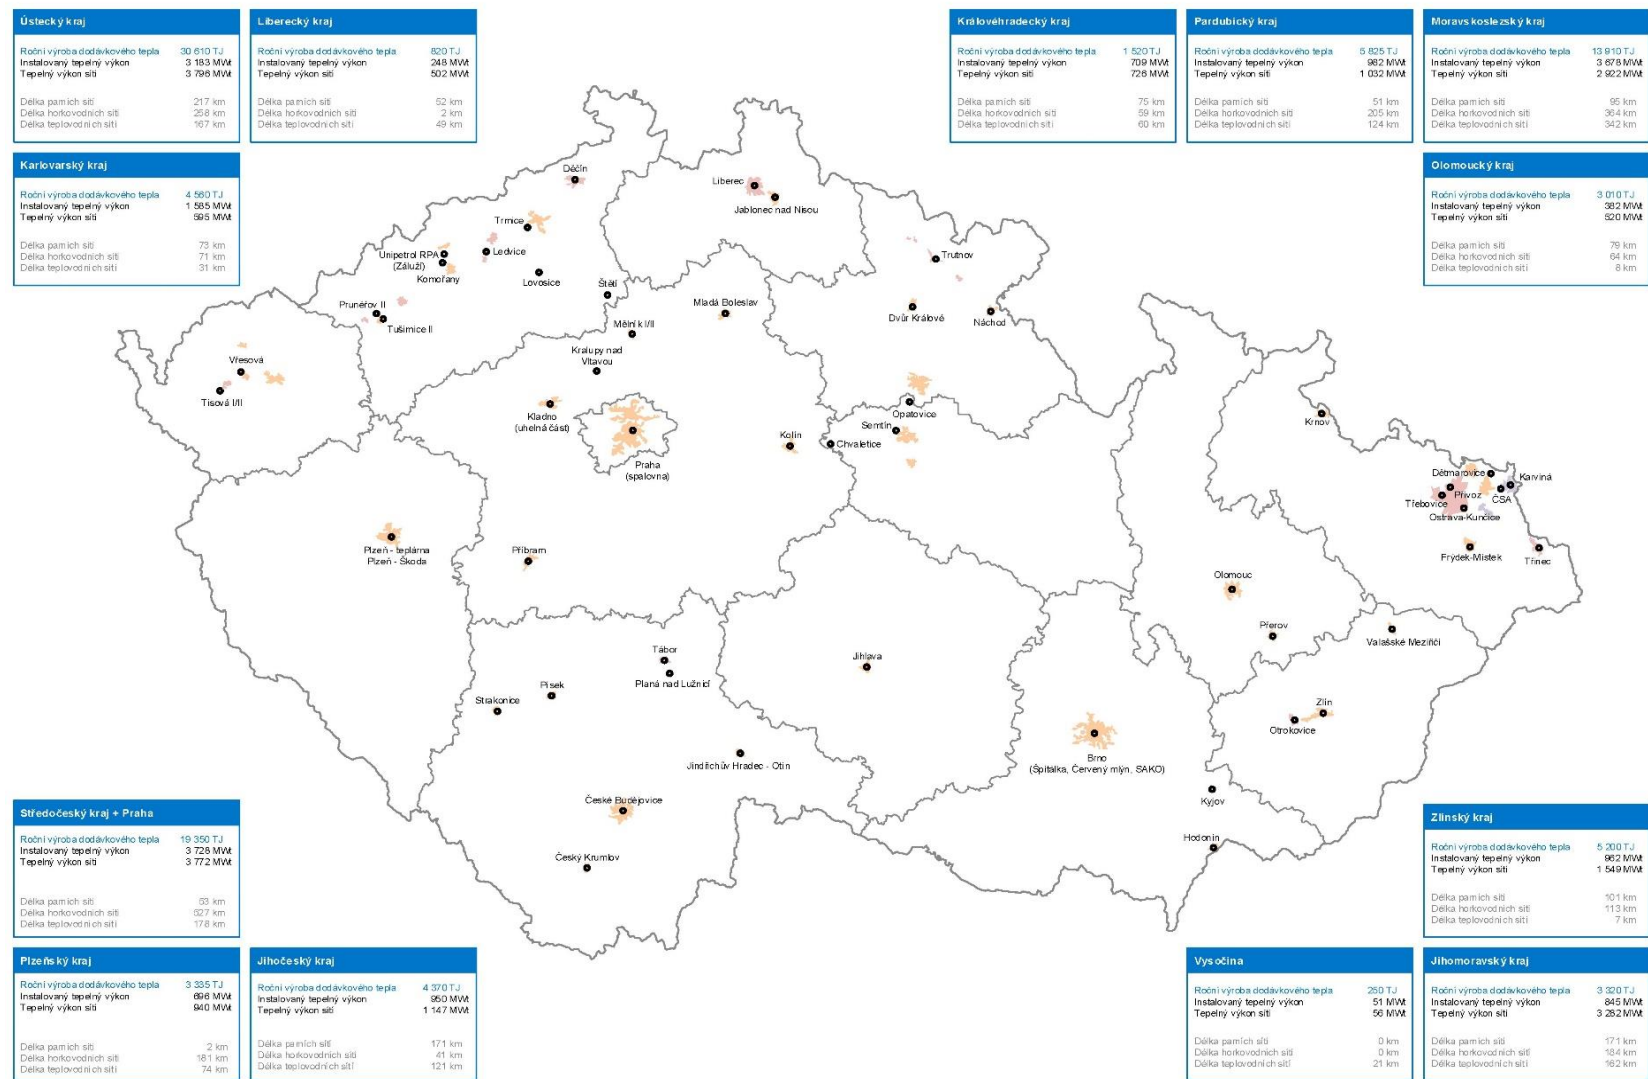 Ústecký kraj
Roční výroba dodávkového tepla 30 610 TJ
Instalovaný tepelný výkon 3 183 MWt
Tepelný výkon sítí 3 796 MWt
Délka parních sítí 217 km
Délka horkovodních sítí 258 km
Délka teplovodních sítí 167 km
Liberecký kraj
Roční výroba dodávkového tepla 820 TJ
Instalovaný tepelný výkon 248 MWt
Tepelný výkon sítí 502 MWt
Délka parních sítí 52 km
Délka horkovodních sítí 2 km
Délka teplovodních sítí 49 km
Královéhradecký kraj
Roční výroba dodávkového tepla 1 520 TJ
Instalovaný tepelný výkon 709 MWt
Tepelný výkon sítí 726 MWt
Délka parních sítí 75 km
Délka horkovodních sítí 59 km
Délka teplovodních sítí 60 km
Pardubický kraj
Roční výroba dodávkového tepla 5 825 TJ
Instalovaný tepelný výkon 982 MWt
Tepelný výkon sítí 1 032 MWt
Délka parních sítí 51 km
Délka horkovodních sítí 205 km
Délka teplovodních sítí 124 km
Moravskoslezský kraj
Roční výroba dodávkového tepla 13 910 TJ
Instalovaný tepelný výkon 3 678 MWt
Tepelný výkon sítí 2 922 MWt
Délka parních sítí 95 km
Délka horkovodních sítí 364 km
Délka teplovodních sítí 342 km
Karlovarský kraj
Roční výroba dodávkového tepla 4 560 TJ
Instalovaný tepelný výkon 1 585 MWt
Tepelný výkon sítí 595 MWt
Délka parních sítí 73 km
Délka horkovodních sítí 71 km
Délka teplovodních sítí 31 km
Olomoucký kraj
Roční výroba dodávkového tepla 3 010 TJ
Instalovaný tepelný výkon 382 MWt
Tepelný výkon sítí 520 MWt
Délka parních sítí 79 km
Délka horkovodních sítí 64 km
Délka teplovodních sítí 8 km
Děčín
Liberec
Jablonec nad Nisou
Trmice
Unipetrol RPA
(Záluží)
Komořany
Ledvice
Lovosice
Štětí
Trutnov
Prunéřov II
Tušimice II
Mělník I/II
Mladá Boleslav
Dvůr Králové
Náchod
Kralupy nad
Vltavou
Vřesová
Tisová I/II
Kladno
(uhelná část)
Praha
(spalovna)
Kolín
Chvaletice
Opatovice
Semtín
Krnov
Dětmarovice
Karviná
Přívoz
ČSA
Třebovice
Ostrava-Kunčice
Frýdek-Místek
Třinec
Plzeň - teplárna
Plzeň - Škoda
Příbram
Olomouc
Přerov
Valašské Meziříčí
Tábor
Planá nad Lužnicí
Písek
Strakonice
Jihlava
Zlín
Otrokovice
Jindřichův Hradec - Otín
Brno
(Špitálka, Červený mlýn, SAKO)
Kyjov
České Budějovice
Hodonín
Český Krumlov
Středočeský kraj + Praha
Roční výroba dodávkového tepla 19 350 TJ
Instalovaný tepelný výkon 3 728 MWt
Tepelný výkon sítí 3 772 MWt
Délka parních sítí 53 km
Délka horkovodních sítí 627 km
Délka teplovodních sítí 178 km
Zlínský kraj
Roční výroba dodávkového tepla 5 200 TJ
Instalovaný tepelný výkon 962 MWt
Tepelný výkon sítí 1 549 MWt
Délka parních sítí 101 km
Délka horkovodních sítí 113 km
Délka teplovodních sítí 7 km
Plzeňský kraj
Roční výroba dodávkového tepla 3 335 TJ
Instalovaný tepelný výkon 696 MWt
Tepelný výkon sítí 940 MWt
Délka parních sítí 2 km
Délka horkovodních sítí 181 km
Délka teplovodních sítí 74 km
Jihočeský kraj
Roční výroba dodávkového tepla 4 370 TJ
Instalovaný tepelný výkon 950 MWt
Tepelný výkon sítí 1 147 MWt
Délka parních sítí 171 km
Délka horkovodních sítí 41 km
Délka teplovodních sítí 121 km
Vysočina
Roční výroba dodávkového tepla 250 TJ
Instalovaný tepelný výkon 51 MWt
Tepelný výkon sítí 56 MWt
Délka parních sítí 0 km
Délka horkovodních sítí 0 km
Délka teplovodních sítí 21 km
Jihomoravský kraj
Roční výroba dodávkového tepla 3 320 TJ
Instalovaný tepelný výkon 845 MWt
Tepelný výkon sítí 3 282 MWt
Délka parních sítí 171 km
Délka horkovodních sítí 184 km
Délka teplovodních sítí 162 km